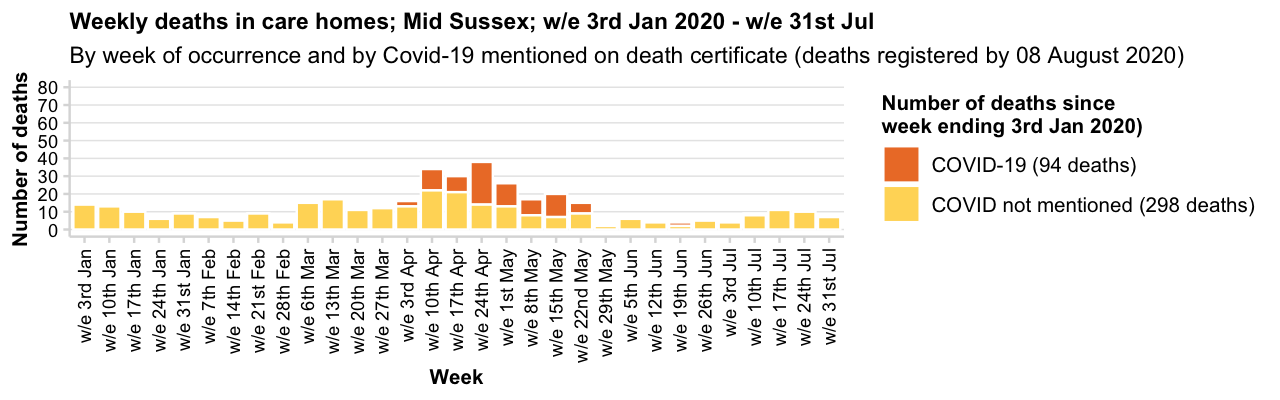 Weekly deaths in care homes; Mid Sussex; w/e 3rd Jan 2020 - w/e 31st Jul
By week of occurrence and by Covid-19 mentioned on death certificate (deaths registered by 08 August 2020)
Number of deaths
80
70
60
50
40
30
20
10
0
w/e 3rd Jan
w/e 10th Jan
w/e 17th Jan
w/e 24th Jan
w/e 31st Jan
w/e 7th Feb
w/e 14th Feb
w/e 21st Feb
w/e 28th Feb
w/e 6th Mar
w/e 13th Mar
w/e 20th Mar
w/e 27th Mar
w/e 3rd Apr
w/e 10th Apr
w/e 17th Apr
w/e 24th Apr
w/e 1st May
w/e 8th May
w/e 15th May
w/e 22nd May
w/e 29th May
w/e 5th Jun
w/e 12th Jun
w/e 19th Jun
w/e 26th Jun
w/e 3rd Jul
w/e 10th Jul
w/e 17th Jul
w/e 24th Jul
w/e 31st Jul
Week
Number of deaths since
week ending 3rd Jan 2020)
COVID-19 (94 deaths)
COVID not mentioned (298 deaths)